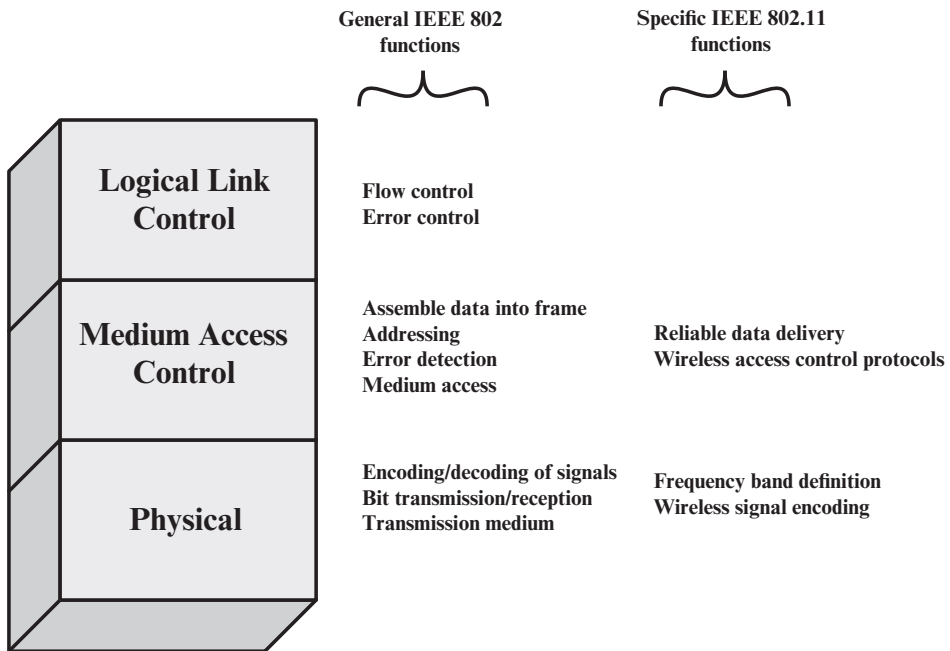 General IEEE 802
functions
Specific IEEE 802.11
functions
Logical Link
Control
Flow control
Error control
Medium Access
Control
Assemble data into frame
Addressing
Error detection
Medium access
Reliable data delivery
Wireless access control protocols
Physical
Encoding/decoding of signals
Bit transmission/reception
Transmission medium
Frequency band definition
Wireless signal encoding